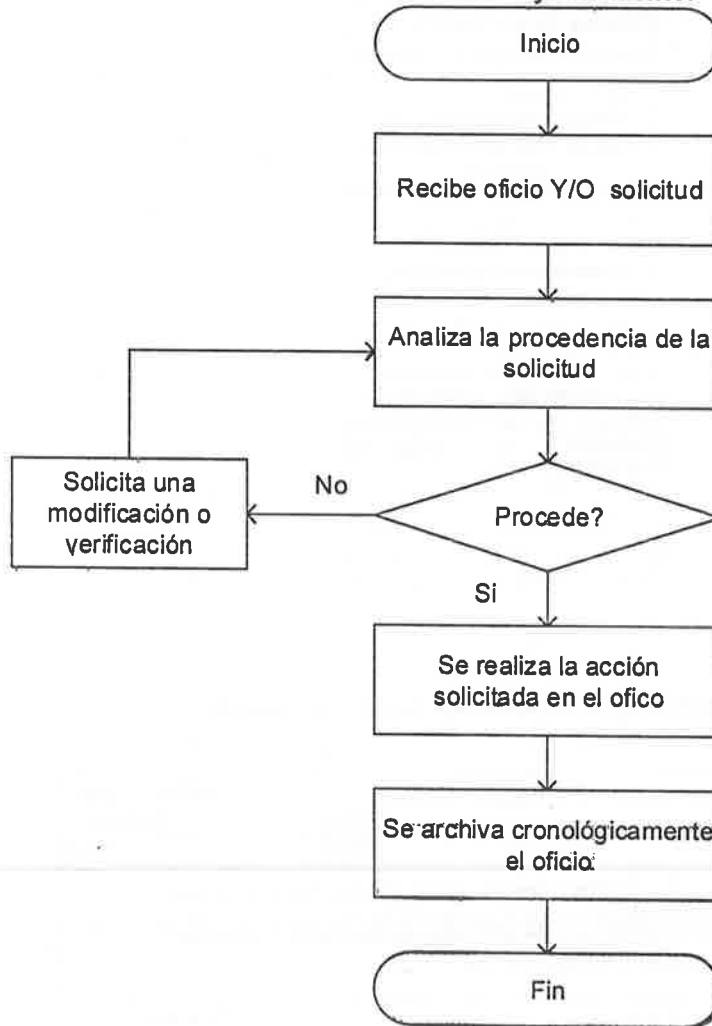 Inicio
Recibe oficio Y/O solicitud
Analiza la procedencia de la
solicitud
Solicita una
modificación o
verificación
No
Procede?
Si
Se realiza la acción
solicitada en el ofico
Se archiva cronológicamente
el oficio
Fin